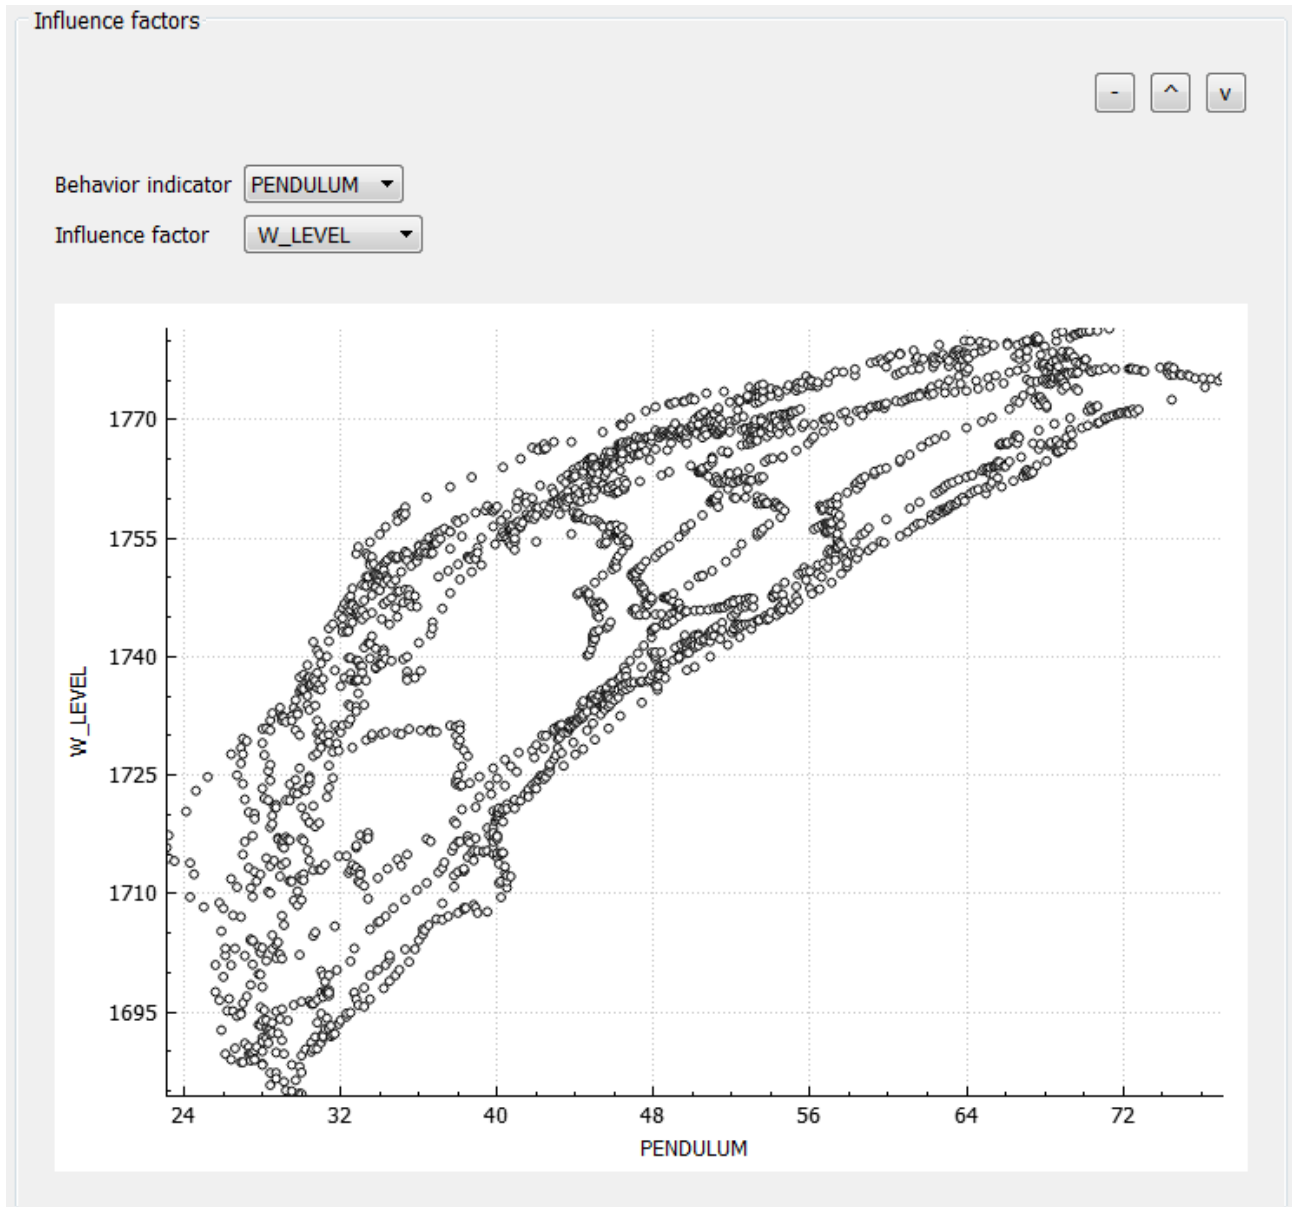 Influence factors
- ^ v
Behavior indicator PENDULUM
Influence factor W_LEVEL
1770
1755
1740
1725
1710
1695
W_LEVEL
24 32 40 48 56 64 72
PENDULUM